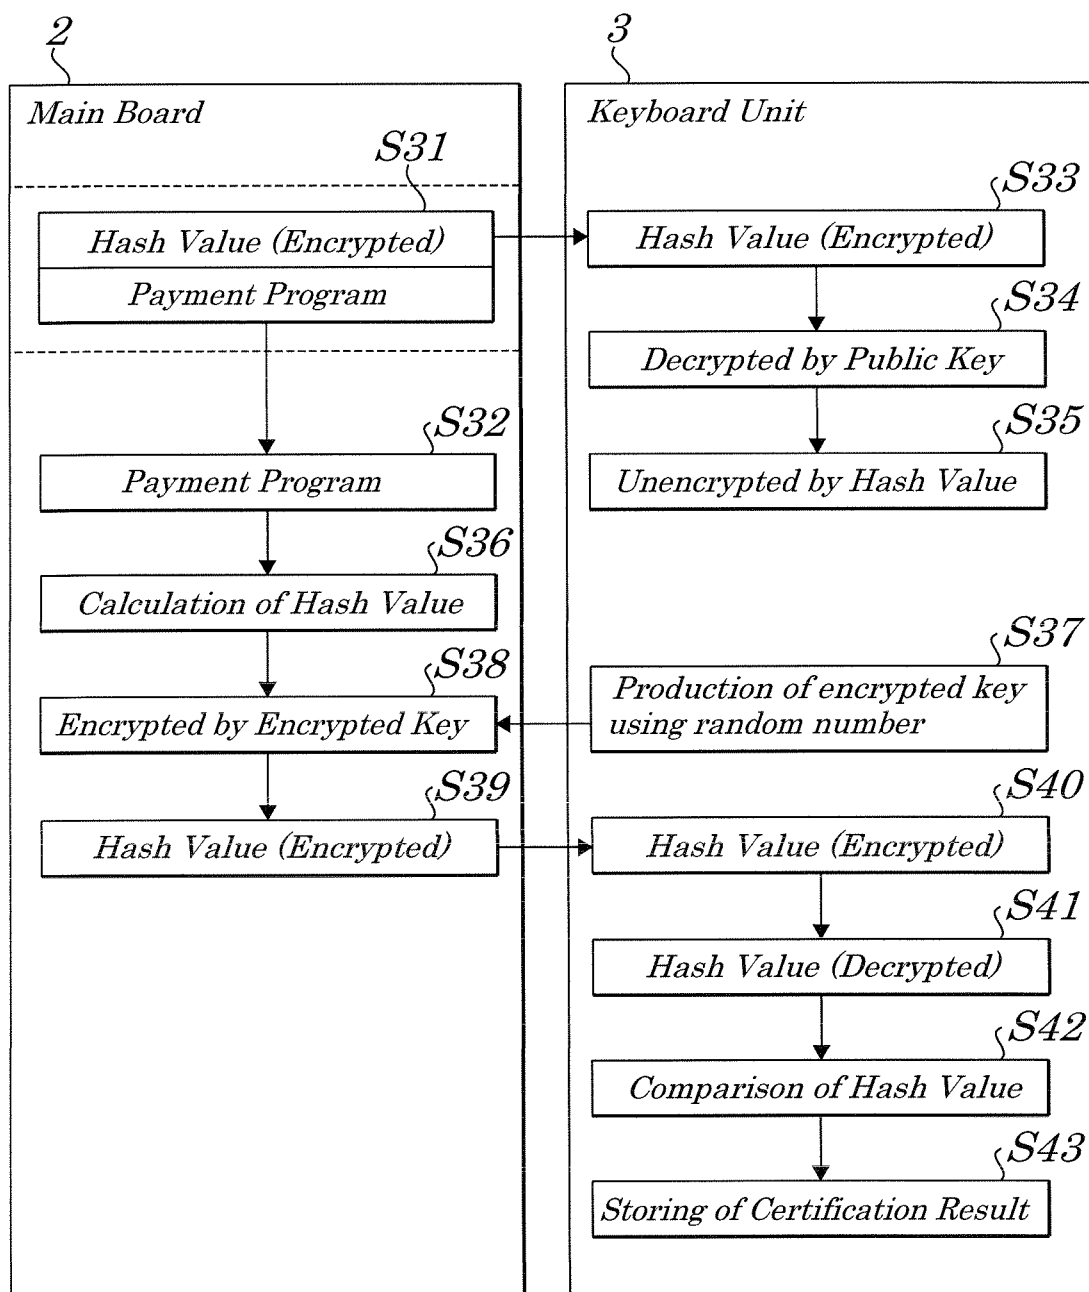 2
Main Board
S31
Hash Value (Encrypted)
Payment Program
S32
Payment Program
S36
Calculation of Hash Value
S38
Encrypted by Encrypted Key
S39
Hash Value (Encrypted)
3
Keyboard Unit
S33
Hash Value (Encrypted)
S34
Decrypted by Public Key
S35
Unencrypted by Hash Value
S37
Production of encrypted key
using random number
S40
Hash Value (Encrypted)
S41
Hash Value (Decrypted)
S42
Comparison of Hash Value
S43
Storing of Certification Result